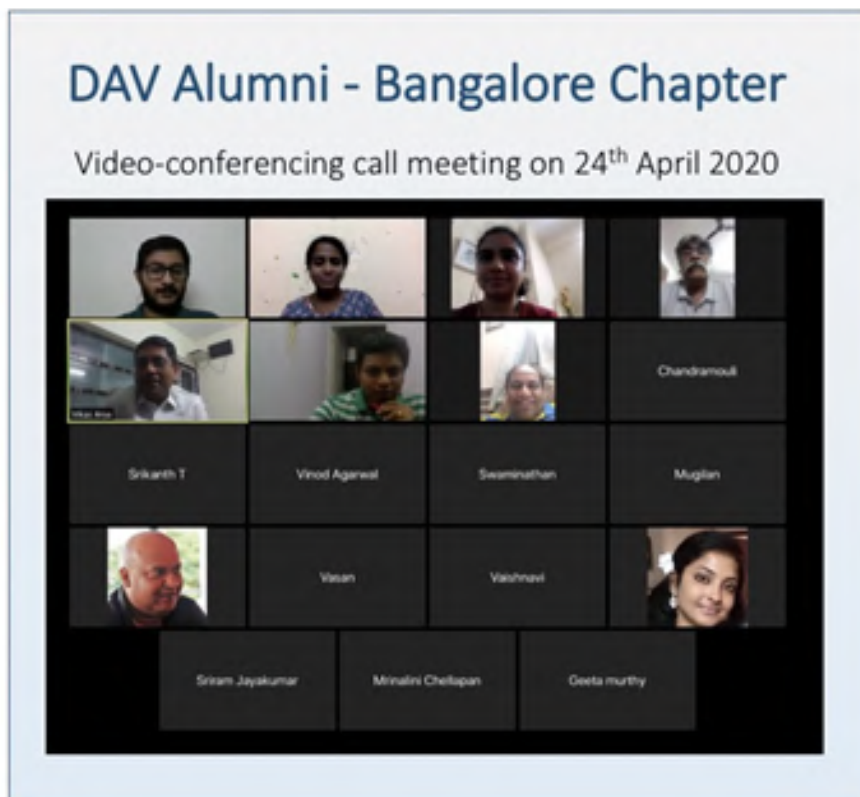 DAV Alumni - Bangalore Chapter
Video-conferencing call meeting on 24th April 2020
Chandramouli
Srikanth T
Vinod Agarwal
Swaminathan
Mugilan
Vasan
Vaishnavi
Sriram Jayakumar
Mrinalini Chellapan
Geeta murthy